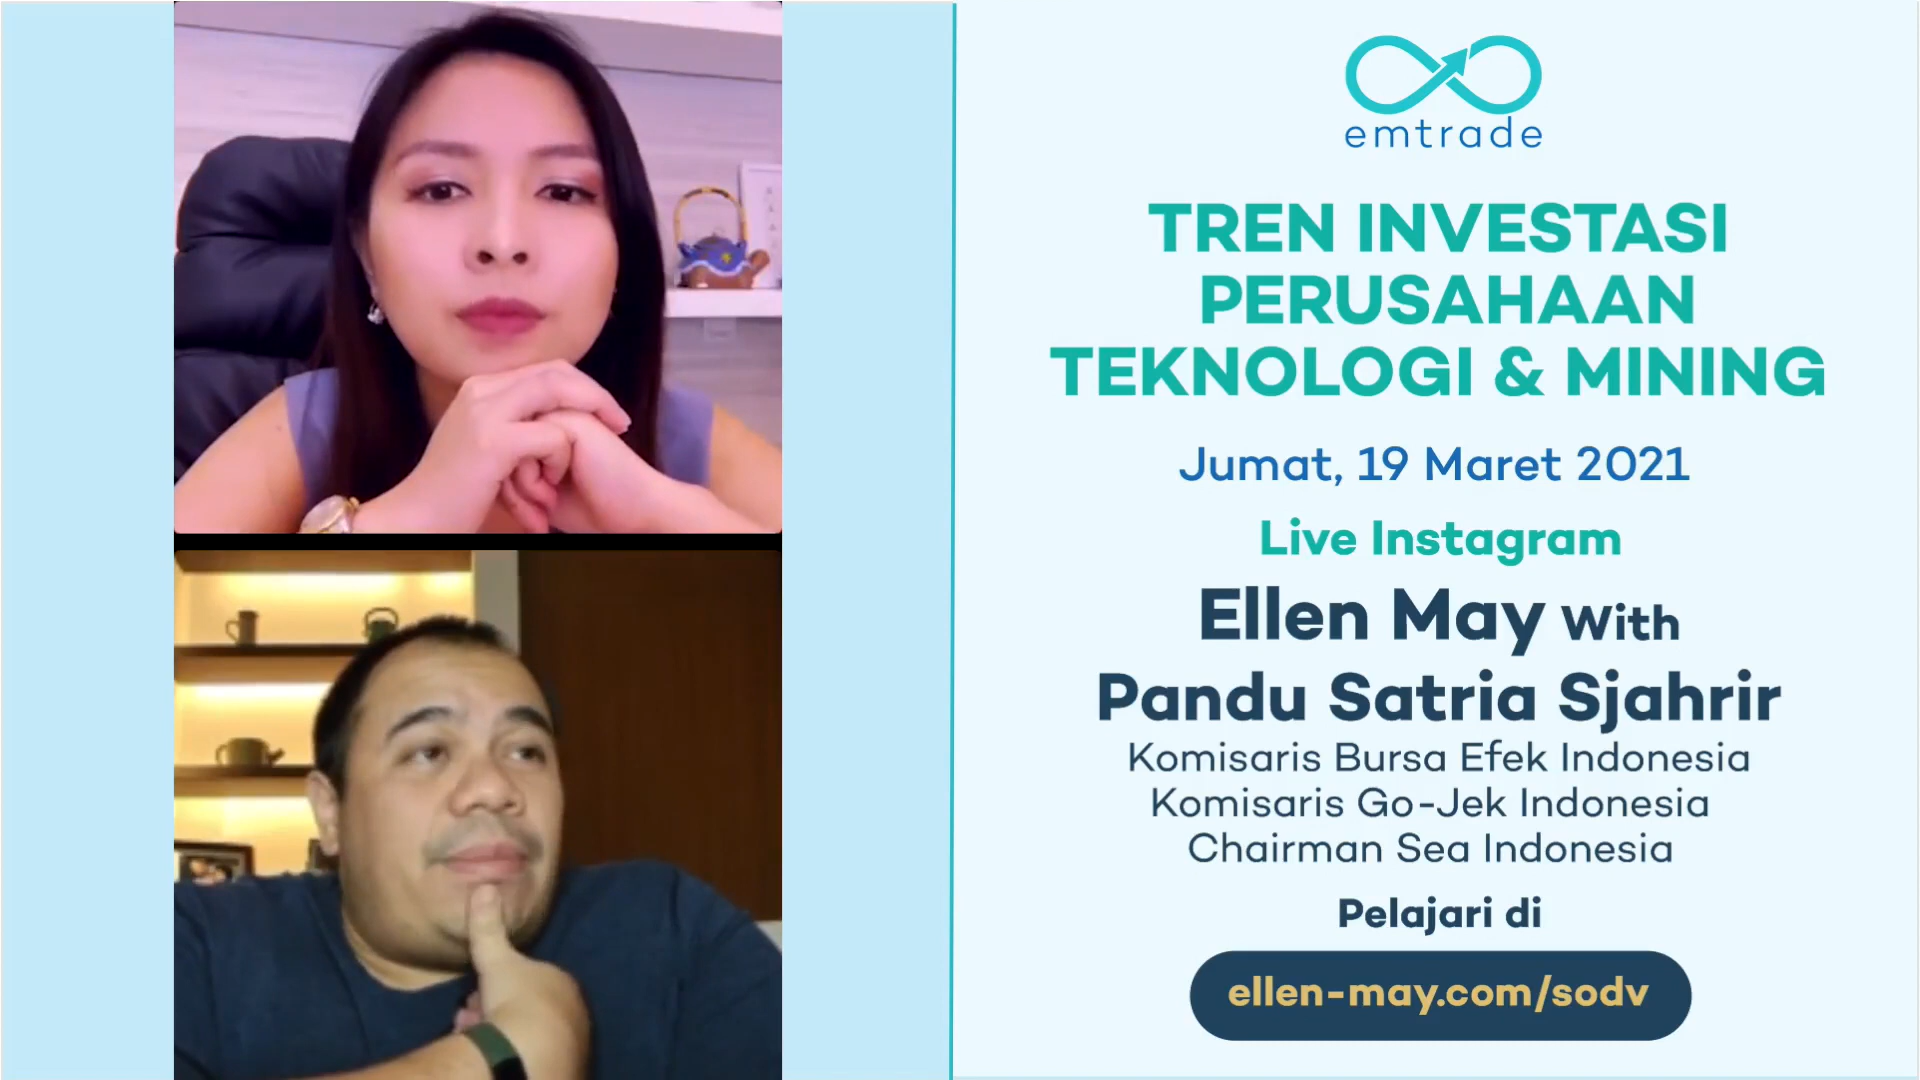 emtrade
TREN INVESTASI
PERUSAHAAN
TEKNOLOGI & MINING
Jumat, 19 Maret 2021
Live Instagram
Ellen May With
Pandu Satria Sjahrir
Komisaris Bursa Efek Indonesia
Komisaris Go-Jek Indonesia
Chairman Sea Indonesia
Pelajari di
ellen-may.com/sodv